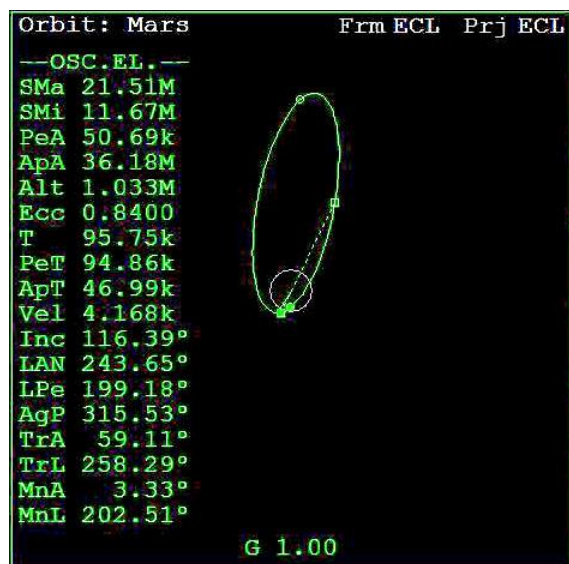 Orbit: Mars Frm ECL Prj ECL
--OSC.EL.--
SMa 21.51M
SMi 11.67M
PeA 50.69k
ApA 36.18M
Alt 1.033M
Ecc 0.8400
T 95.75k
PeT 94.86k
ApT 46.99k
Vel 4.168k
Inc 116.39°
LAN 243.65°
LPe 199.18°
AgP 315.53°
TrA 59.11°
TrL 258.29°
MnA 3.33°
MnL 202.51°
G 1.00